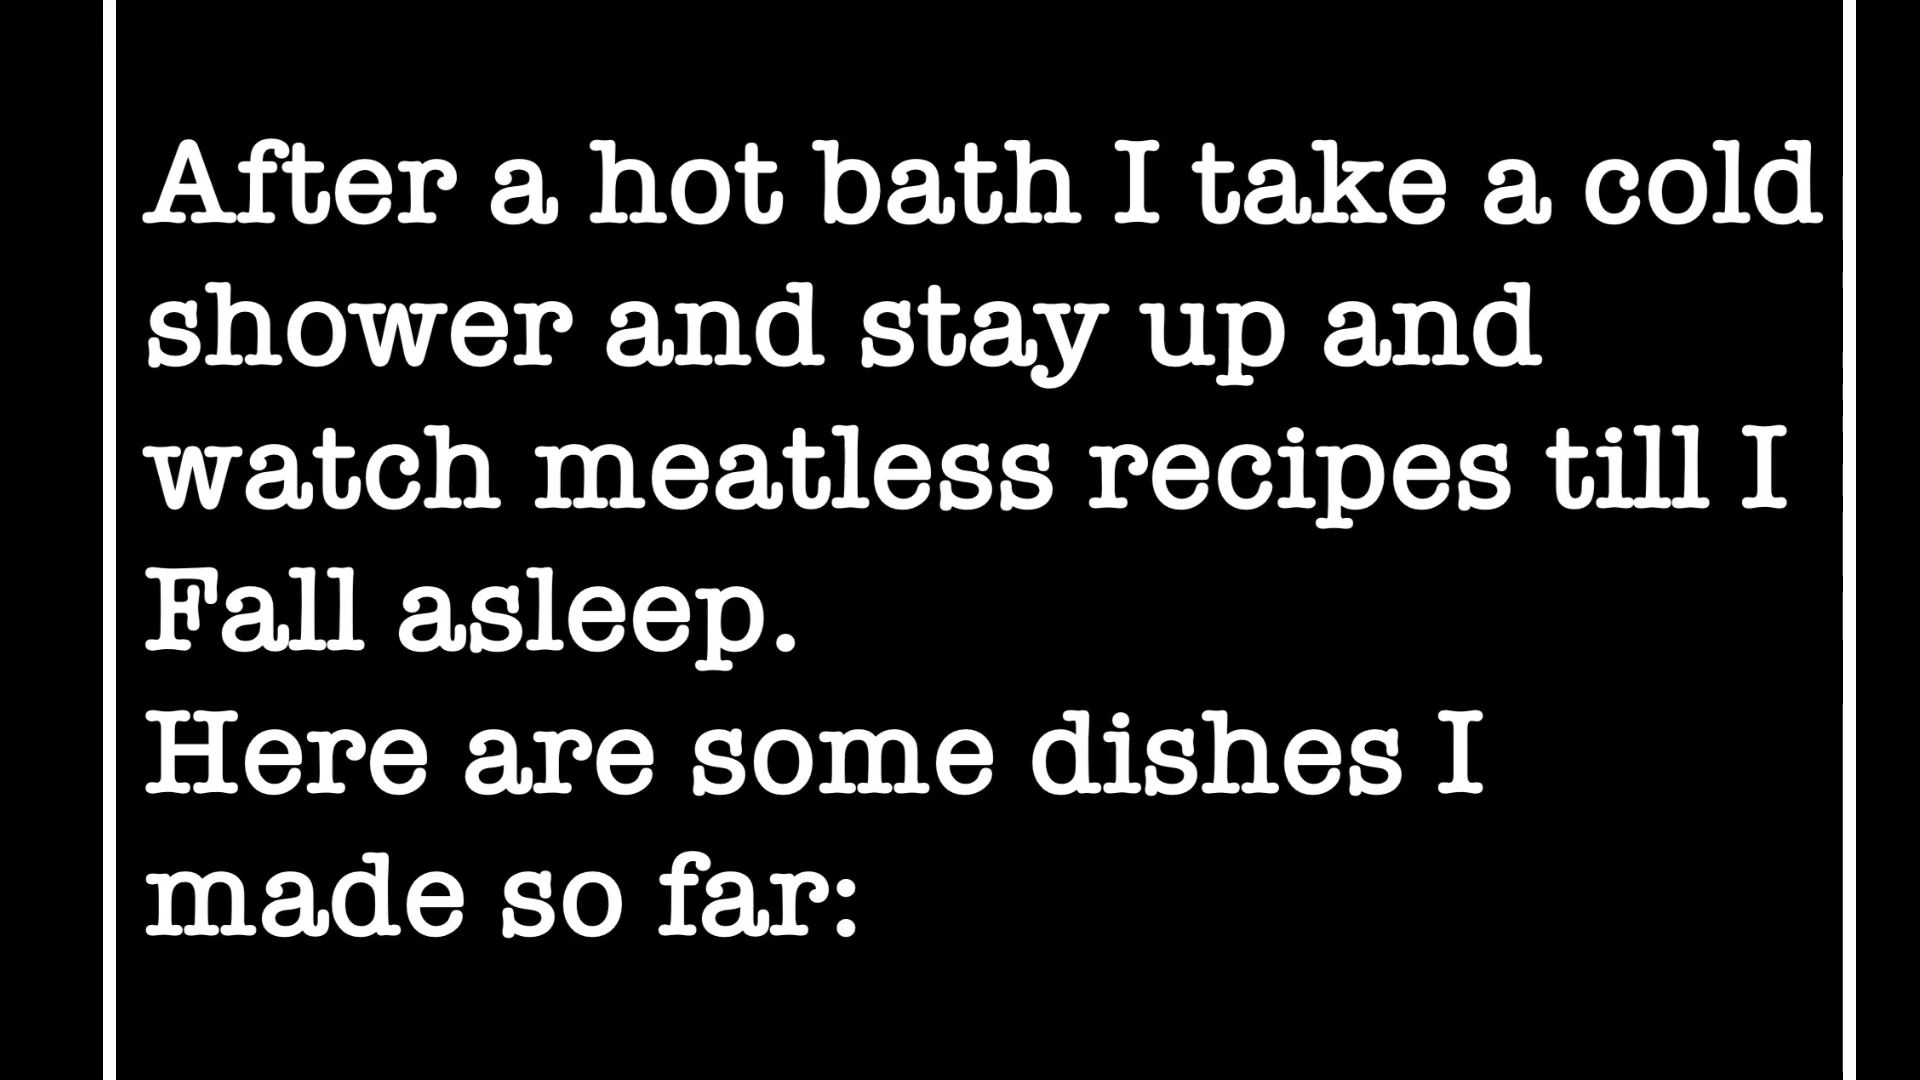 After a hot bath I take a cold
shower and stay up and
watch meatless recipes till I
Fall asleep.
Here are some dishes I
made so far: